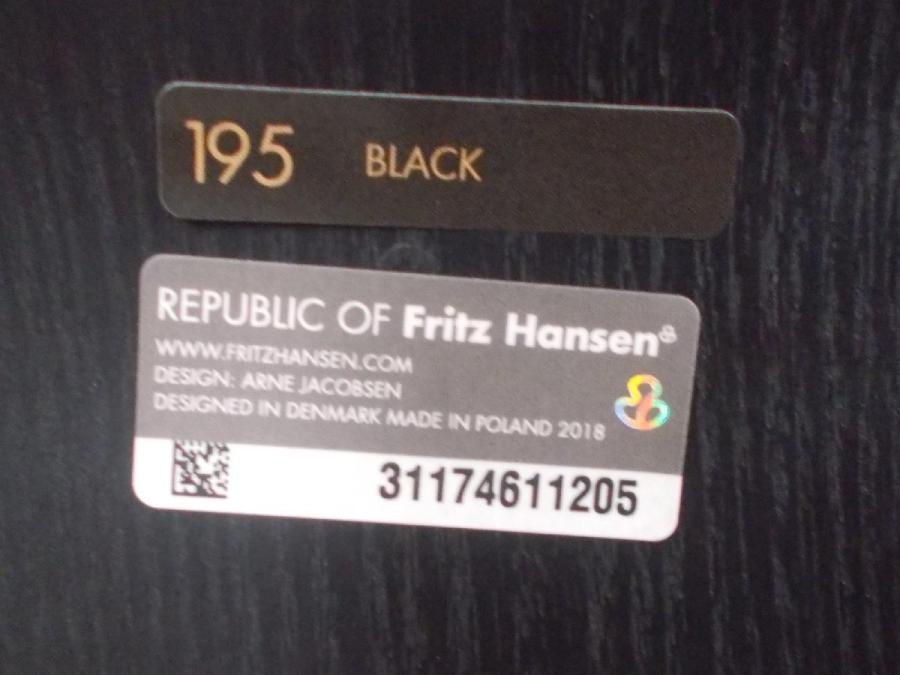 195 BLACK
REPUBLIC OF Fritz Hansen
WWW.FRITZHANSEN.COM
DESIGN: ARNE JACOBSEN
DESIGNED IN DENMARK MADE IN POLAND 2018
31174611205